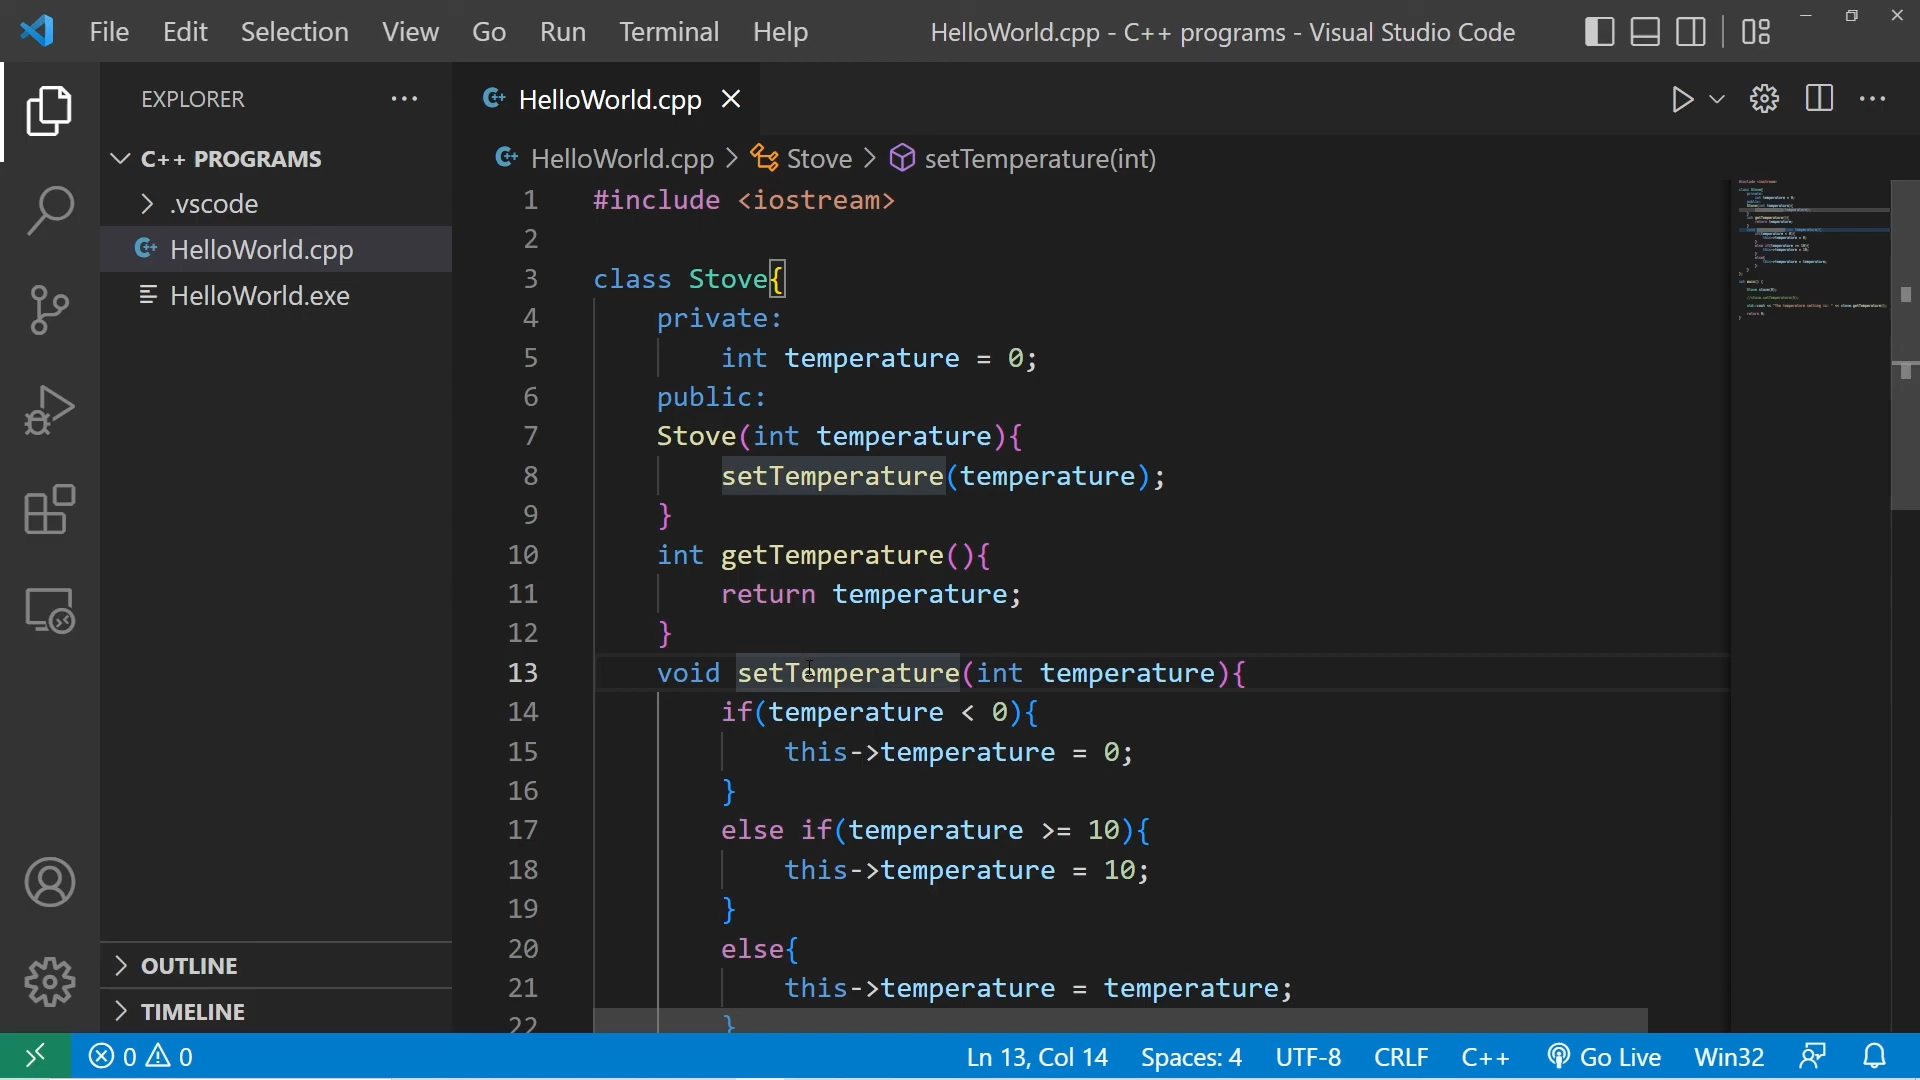 File Edit Selection View Go Run Terminal Help HelloWorld.cpp - C++ programs - Visual Studio Code
EXPLORER
C++ PROGRAMS
.vscode
HelloWorld.cpp
HelloWorld.exe
OUTLINE
TIMELINE
HelloWorld.cpp
HelloWorld.cpp > Stove > setTemperature(int)
1 #include <iostream>
2
3 class Stove{
4 private:
5 int temperature = 0;
6 public:
7 Stove(int temperature){
8 setTemperature(temperature);
9 }
10 int getTemperature(){
11 return temperature;
12 }
13 void setTemperature(int temperature){
14 if(temperature < 0){
15 this->temperature = 0;
16 }
17 else if(temperature >= 10){
18 this->temperature = 10;
19 }
20 else{
21 this->temperature = temperature;
22 }
0 0 Ln 13, Col 14 Spaces: 4 UTF-8 CRLF C++ Go Live Win32